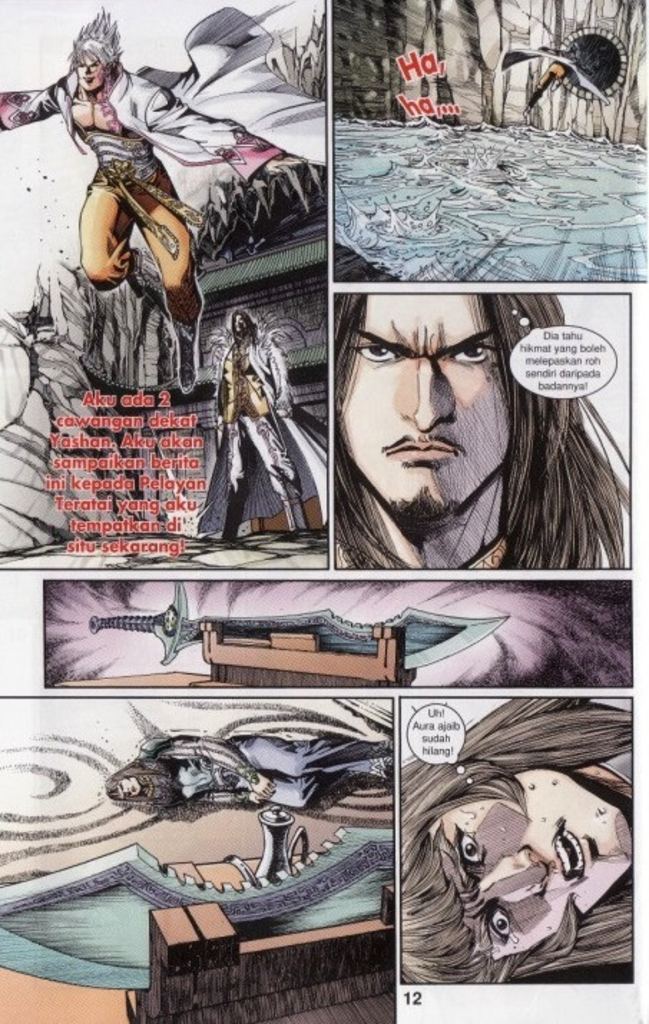 Aku ada 2
cawangan dekat
Yashan. Aku akan
sampaikan berita
ini kepada Pelayan
Teratai yang aku
tempatkan di
situ sekarang!
Ha,
ha,...
Dia tahu
hikmat yang boleh
melepaskan roh
sendiri daripada
badannya!
Uh!
Aura ajaib
sudah
hilang!
12